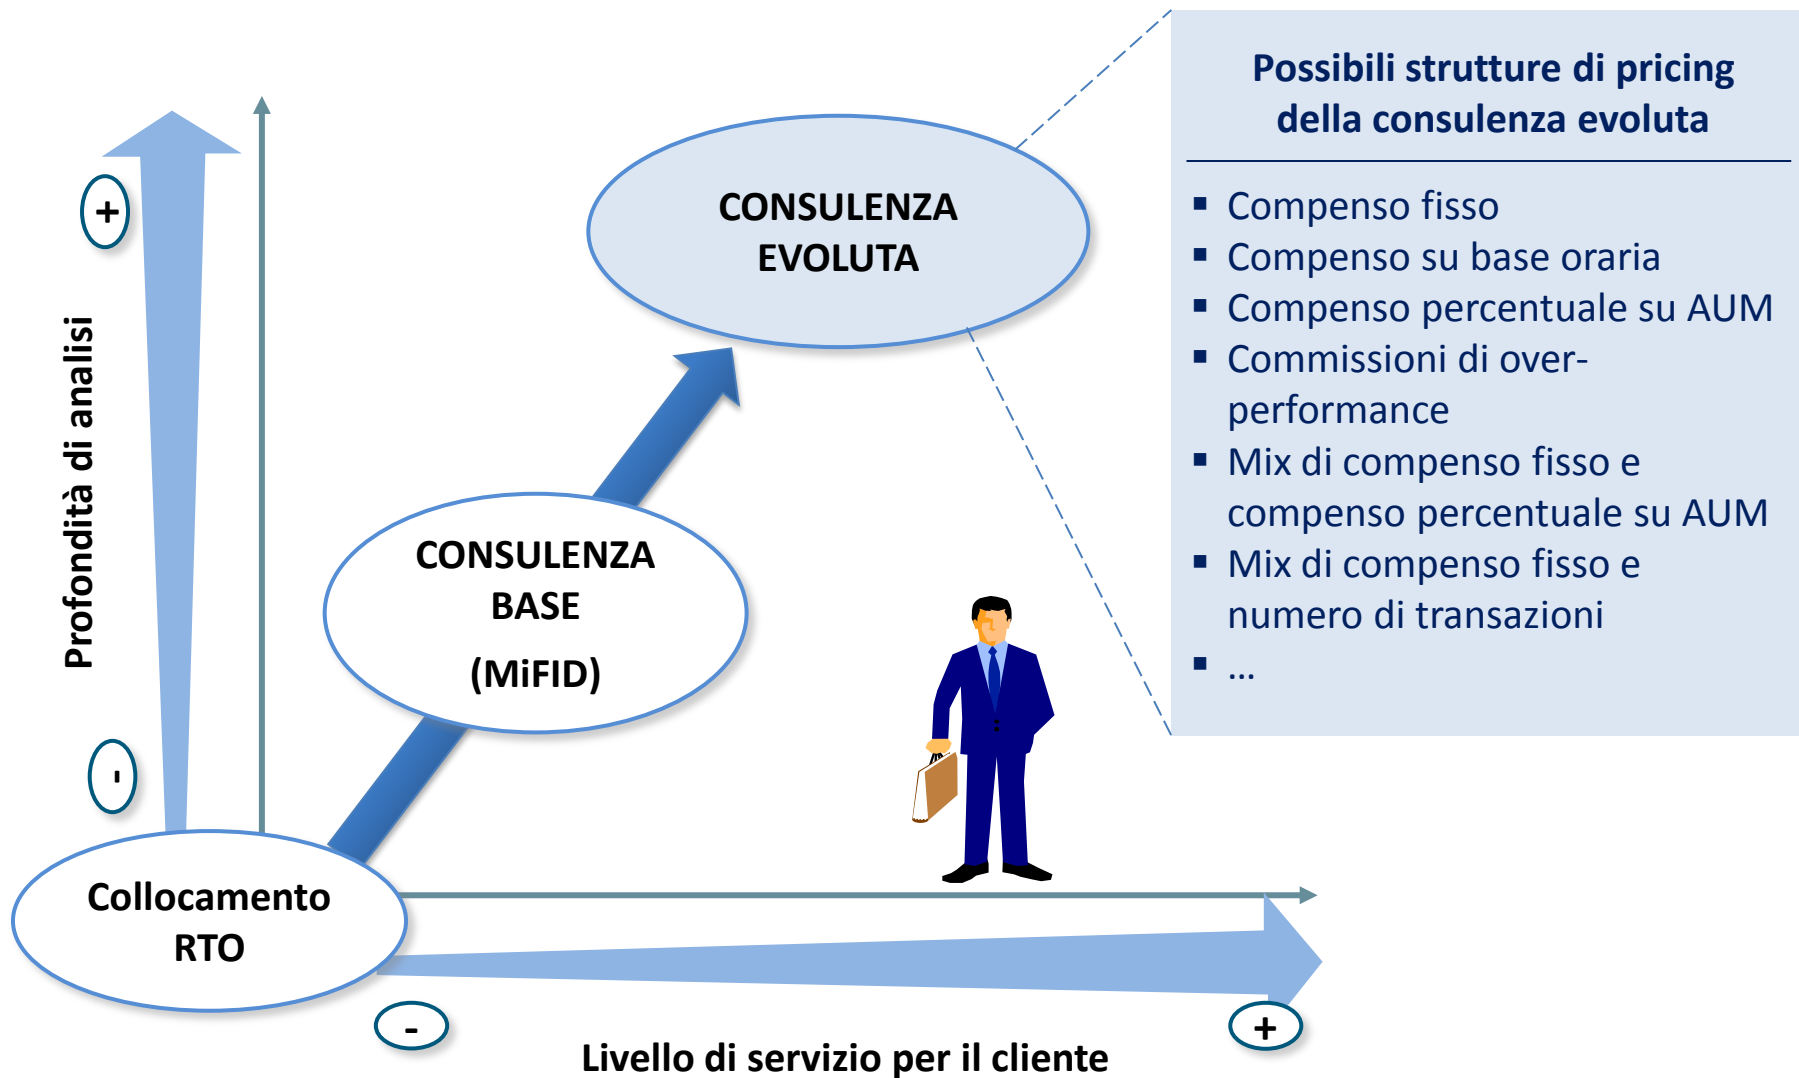 Possibili strutture di pricing
della consulenza evoluta
▪ Compenso fisso
▪ Compenso su base oraria
▪ Compenso percentuale su AUM
▪ Commissioni di over-
performance
▪ Mix di compenso fisso e
compenso percentuale su AUM
▪ Mix di compenso fisso e
numero di transazioni
▪ ...
CONSULENZA
EVOLUTA
+
Profondità di analisi
CONSULENZA
BASE
(MiFID)
-
Collocamento
RTO
-
+
Livello di servizio per il cliente